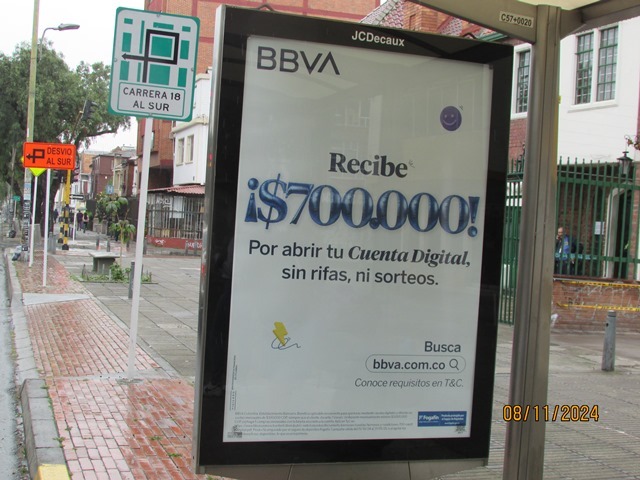 C57+0020
JCDecaux
BBVA
CARRERA 18
AL SUR
DESVIO
AL SUR
Recibe
¡$700.000!
Por abrir tu Cuenta Digital,
sin rifas, ni sorteos.
Busca
bbva.com.co
Conoce requisitos en T&C.
Fogafín
08/11/2024